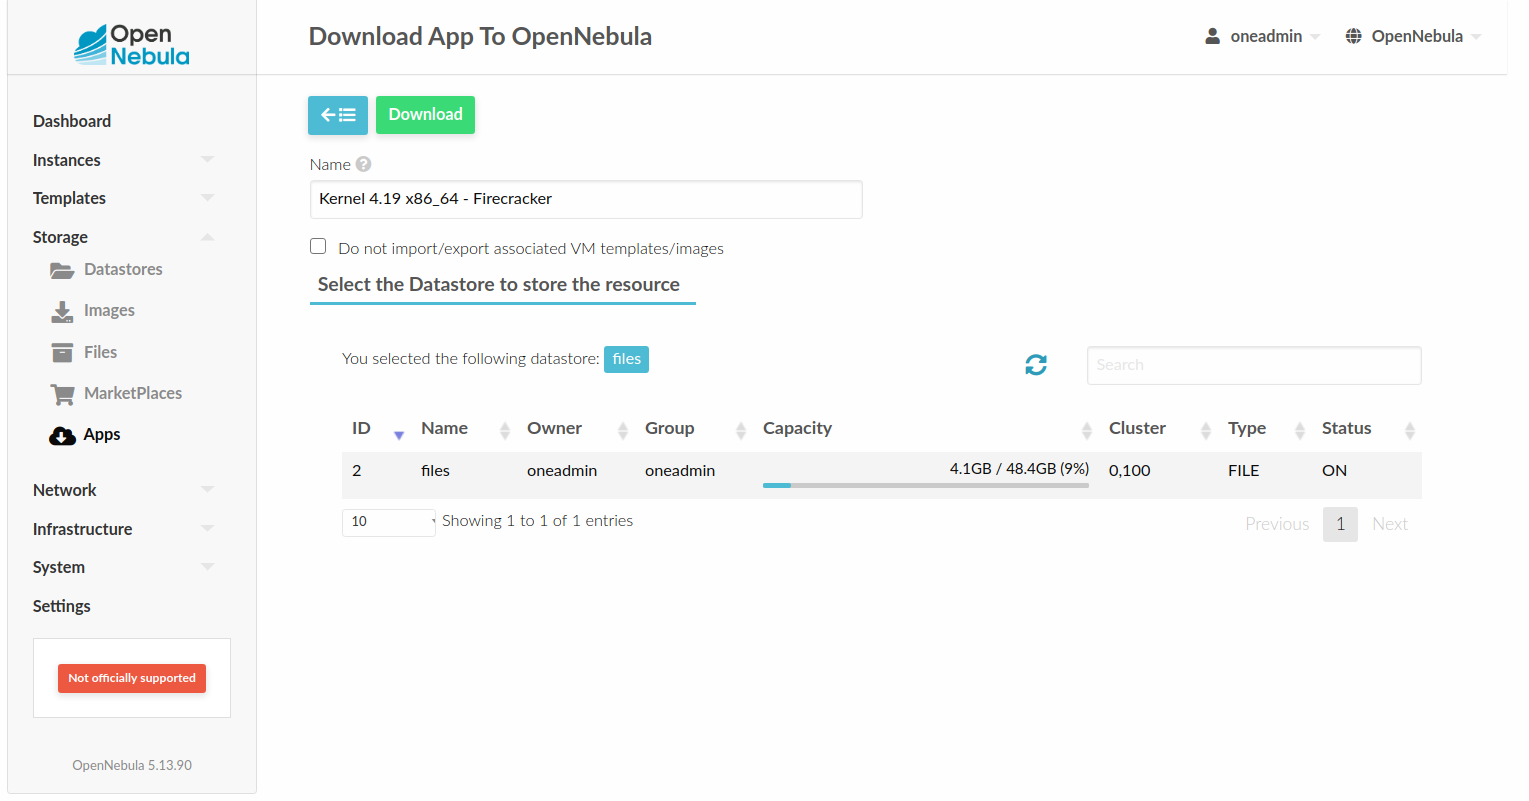 Open
Nebula
Download App To OpenNebula
oneadmin
OpenNebula
Dashboard
Instances
Templates
Storage
Datastores
Images
Files
MarketPlaces
Apps
Network
Infrastructure
System
Settings
Not officially supported
OpenNebula 5.13.90
Download
Name ?
Kernel 4.19 x86_64 - Firecracker
Do not import/export associated VM templates/images
Select the Datastore to store the resource
You selected the following datastore: files
Search
ID Name Owner Group Capacity Cluster Type Status
2 files oneadmin oneadmin 4.1GB / 48.4GB (9%) 0,100 FILE ON
10 Showing 1 to 1 of 1 entries
Previous 1 Next